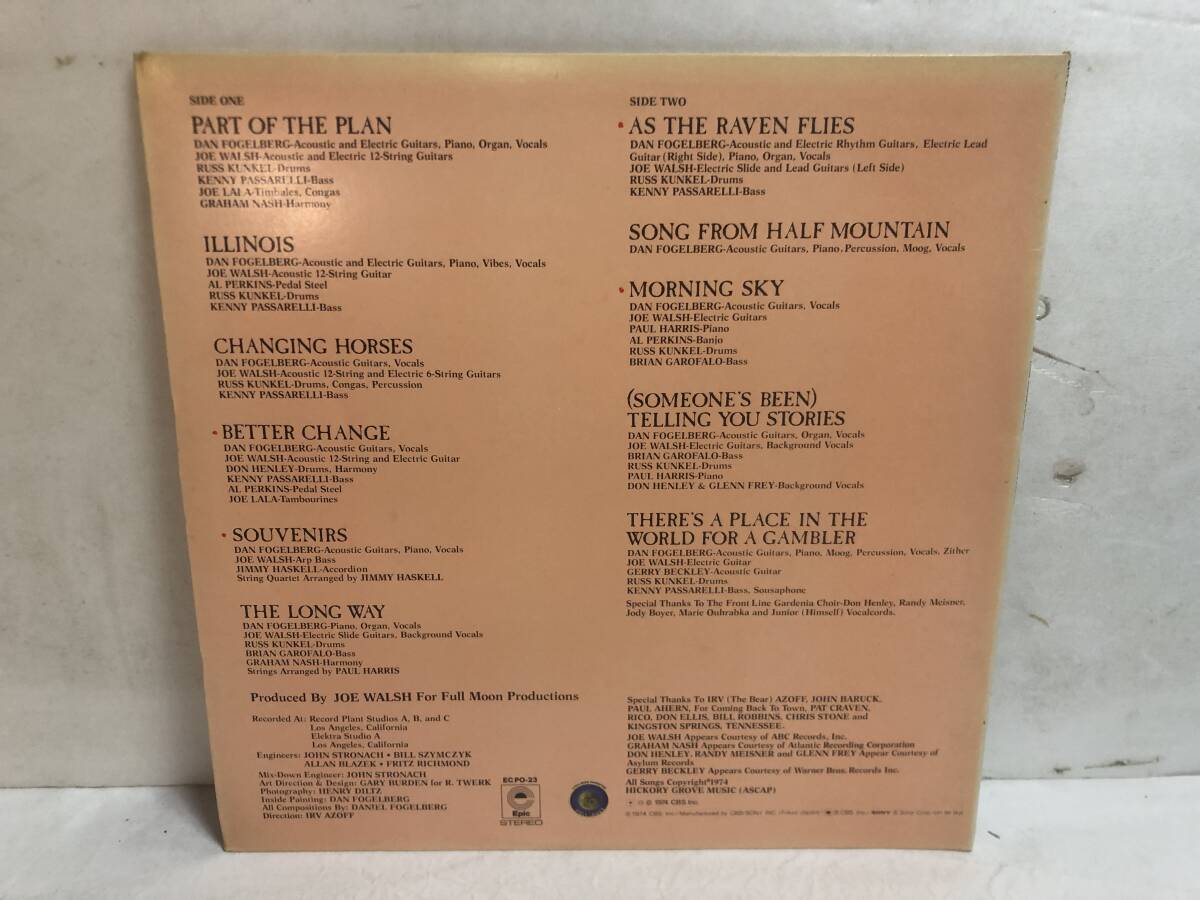 SIDE ONE
PART OF THE PLAN
DAN FOGELBERG-Acoustic and Electric Guitars, Piano, Organ, Vocals
JOE WALSH-Acoustic and Electric 12-String Guitars
RUSS KUNKEL-Drums
KENNY PASSARELLI-Bass
JOE LALA-Timbales, Congas
GRAHAM NASH-Harmony
ILLINOIS
DAN FOGELBERG-Acoustic and Electric Guitars, Piano, Vibes, Vocals
JOE WALSH-Acoustic 12-String Guitar
AL PERKINS-Pedal Steel
RUSS KUNKEL-Drums
KENNY PASSARELLI-Bass
CHANGING HORSES
DAN FOGELBERG-Acoustic Guitars, Vocals
JOE WALSH-Acoustic 12-String and Electric 6-String Guitars
RUSS KUNKEL-Drums, Congas, Percussion
KENNY PASSARELLI-Bass
BETTER CHANGE
DAN FOGELBERG-Acoustic Guitars, Vocals
JOE WALSH-Acoustic 12-String and Electric Guitar
DON HENLEY-Drums, Harmony
KENNY PASSARELLI-Bass
AL PERKINS-Pedal Steel
JOE LALA-Tambourines
SOUVENIRS
DAN FOGELBERG-Acoustic Guitars, Piano, Vocals
JOE WALSH-Arp Bass
JIMMY HASKELL-Accordion
String Quartet Arranged by JIMMY HASKELL
THE LONG WAY
DAN FOGELBERG-Piano, Organ, Vocals
JOE WALSH-Electric Slide Guitars, Background Vocals
RUSS KUNKEL-Drums
BRIAN GAROFALO-Bass
GRAHAM NASH-Harmony
Strings Arranged by PAUL HARRIS
Produced By JOE WALSH For Full Moon Productions
Recorded At: Record Plant Studios A, B, and C
Los Angeles, California
Elektra Studio A
Los Angeles, California
Engineers: JOHN STRONACH • BILL SZYMCZYK
ALLAN BLAZEK • FRITZ RICHMOND
Mix-Down Engineer: JOHN STRONACH
Art Direction & Design: GARY BURDEN for R. TWERK
Photography: HENRY DILTZ
Inside Painting: DAN FOGELBERG
All Compositions By: DANIEL FOGELBERG
Direction: IRV AZOFF
ECPO-23
Epic
STEREO
SIDE TWO
AS THE RAVEN FLIES
DAN FOGELBERG-Acoustic and Electric Rhythm Guitars, Electric Lead
Guitar (Right Side), Piano, Organ, Vocals
JOE WALSH-Electric Slide and Lead Guitars (Left Side)
RUSS KUNKEL-Drums
KENNY PASSARELLI-Bass
SONG FROM HALF MOUNTAIN
DAN FOGELBERG-Acoustic Guitars, Piano, Percussion, Moog, Vocals
MORNING SKY
DAN FOGELBERG-Acoustic Guitars, Vocals
JOE WALSH-Electric Guitars
PAUL HARRIS-Piano
AL PERKINS-Banjo
RUSS KUNKEL-Drums
BRIAN GAROFALO-Bass
(SOMEONE'S BEEN)
TELLING YOU STORIES
DAN FOGELBERG-Acoustic Guitars, Organ, Vocals
JOE WALSH-Electric Guitars, Background Vocals
BRIAN GAROFALO-Bass
RUSS KUNKEL-Drums
PAUL HARRIS-Piano
DON HENLEY & GLENN FREY-Background Vocals
THERE'S A PLACE IN THE
WORLD FOR A GAMBLER
DAN FOGELBERG-Acoustic Guitars, Piano, Moog, Percussion, Vocals, Zither
JOE WALSH-Electric Guitar
GERRY BECKLEY-Acoustic Guitar
RUSS KUNKEL-Drums
KENNY PASSARELLI-Bass, Sousaphone
Special Thanks To The Front Line Gardenia Choir-Don Henley, Randy Meisner,
Jody Boyer, Marie Ouhrabka and Junior (Himself) Vocalcords.
Special Thanks To IRV (The Bear) AZOFF, JOHN BARUCK,
PAUL AHERN, For Coming Back To Town, PAT CRAVEN,
RICO, DON ELLIS, BILL ROBBINS, CHRIS STONE and
KINGSTON SPRINGS, TENNESSEE.
JOE WALSH Appears Courtesy of ABC Records, Inc.
GRAHAM NASH Appears Courtesy of Atlantic Recording Corporation
DON HENLEY, RANDY MEISNER and GLENN FREY Appear Courtesy of
Asylum Records
GERRY BECKLEY Appears Courtesy of Warner Bros. Records Inc.
All Songs Copyright©1974
HICKORY GROVE MUSIC (ASCAP)
℗ 1974 CBS Inc
© 1974 CBS, Inc./Manufactured by CBS/SONY INC.